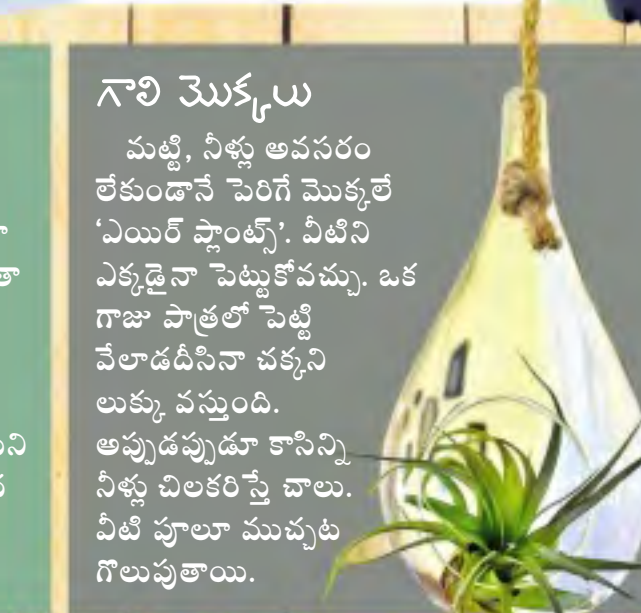 గాలి మొక్కలు
మట్టి, నీళ్లు అవసరం
లేకుండానే పెరిగే మొక్కలే
‘ఎయిర్ ప్లాంట్స్’. వీటిని
ఎక్కడైనా పెట్టుకోవచ్చు. ఒక
గాజు పాత్రలో పెట్టి
వేలాడదీసినా చక్కని
లుక్కు వస్తుంది.
అప్పుడప్పుడూ కాసిన్ని
నీళ్లు చిలకరిస్తే చాలు.
వీటి పూలూ ముచ్చట
గొలుపుతాయి.